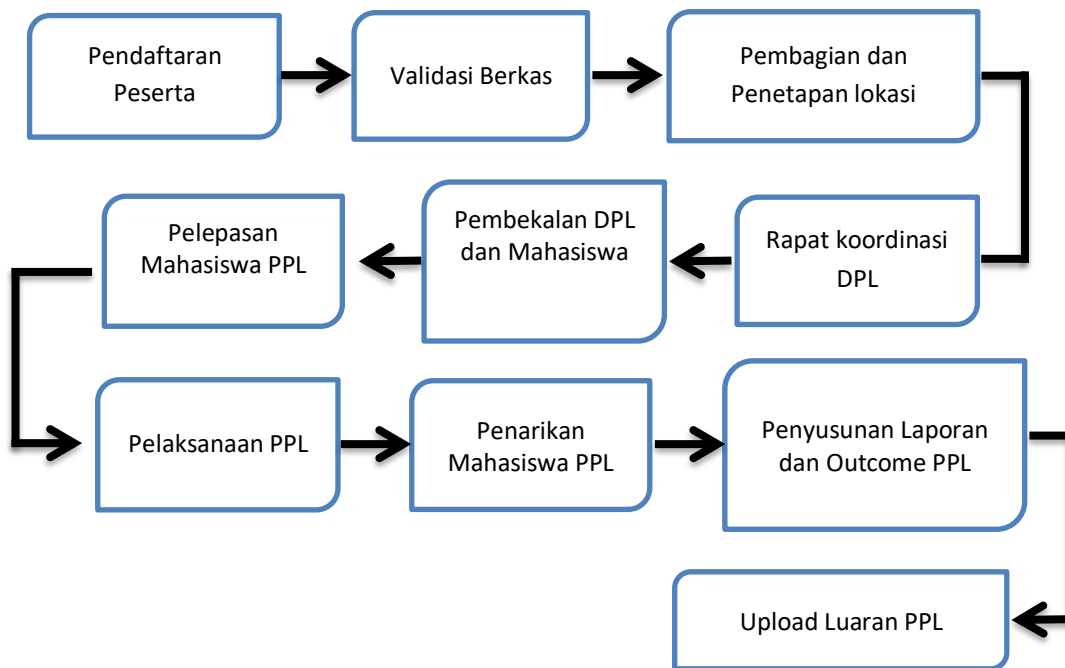 Pendaftaran
Peserta
Validasi Berkas
Pembagian dan
Penetapan lokasi
Rapat koordinasi
DPL
Pembekalan DPL
dan Mahasiswa
Pelepasan
Mahasiswa PPL
Pelaksanaan PPL
Penarikan
Mahasiswa PPL
Penyusunan Laporan
dan Outcome PPL
Upload Luaran PPL